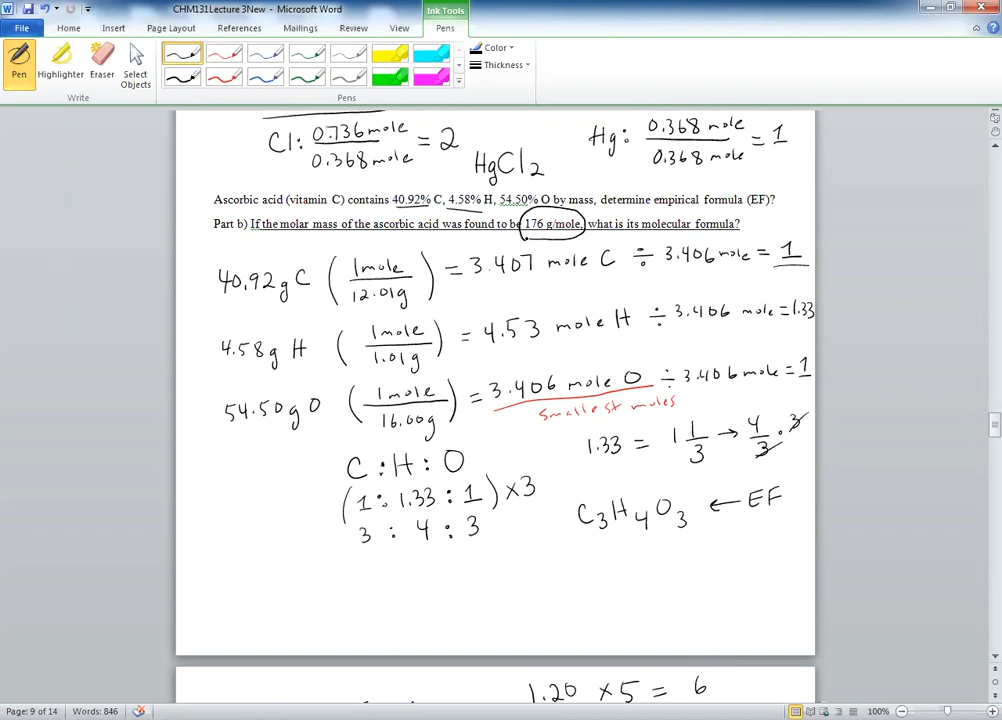 CHM131Lecture 3New - Microsoft Word
Ink Tools
File Home Insert Page Layout References Mailings Review View Pens
Pen Highlighter Eraser Select Objects
Color
Thickness
Write Pens
Cl: 0.736 mole / 0.368 mole = 2
Hg: 0.368 mole / 0.368 mole = 1
HgCl2
Ascorbic acid (vitamin C) contains 40.92% C, 4.58% H, 54.50% O by mass, determine empirical formula (EF)?
Part b) If the molar mass of the ascorbic acid was found to be 176 g/mole, what is its molecular formula?
40.92 g C (1 mole / 12.01g) = 3.407 mole C ÷ 3.406 mole = 1
4.58 g H (1 mole / 1.01g) = 4.53 mole H ÷ 3.406 mole = 1.33
54.50 g O (1 mole / 16.00g) = 3.406 mole O ÷ 3.406 mole = 1
Smallest moles
1.33 = 1 1/3 → 4/3 · 3
C : H : O
(1 : 1.33 : 1) × 3
3 : 4 : 3
C3H4O3 ← EF
1.20 × 5 = 6
Page: 9 of 14 Words: 846 100%